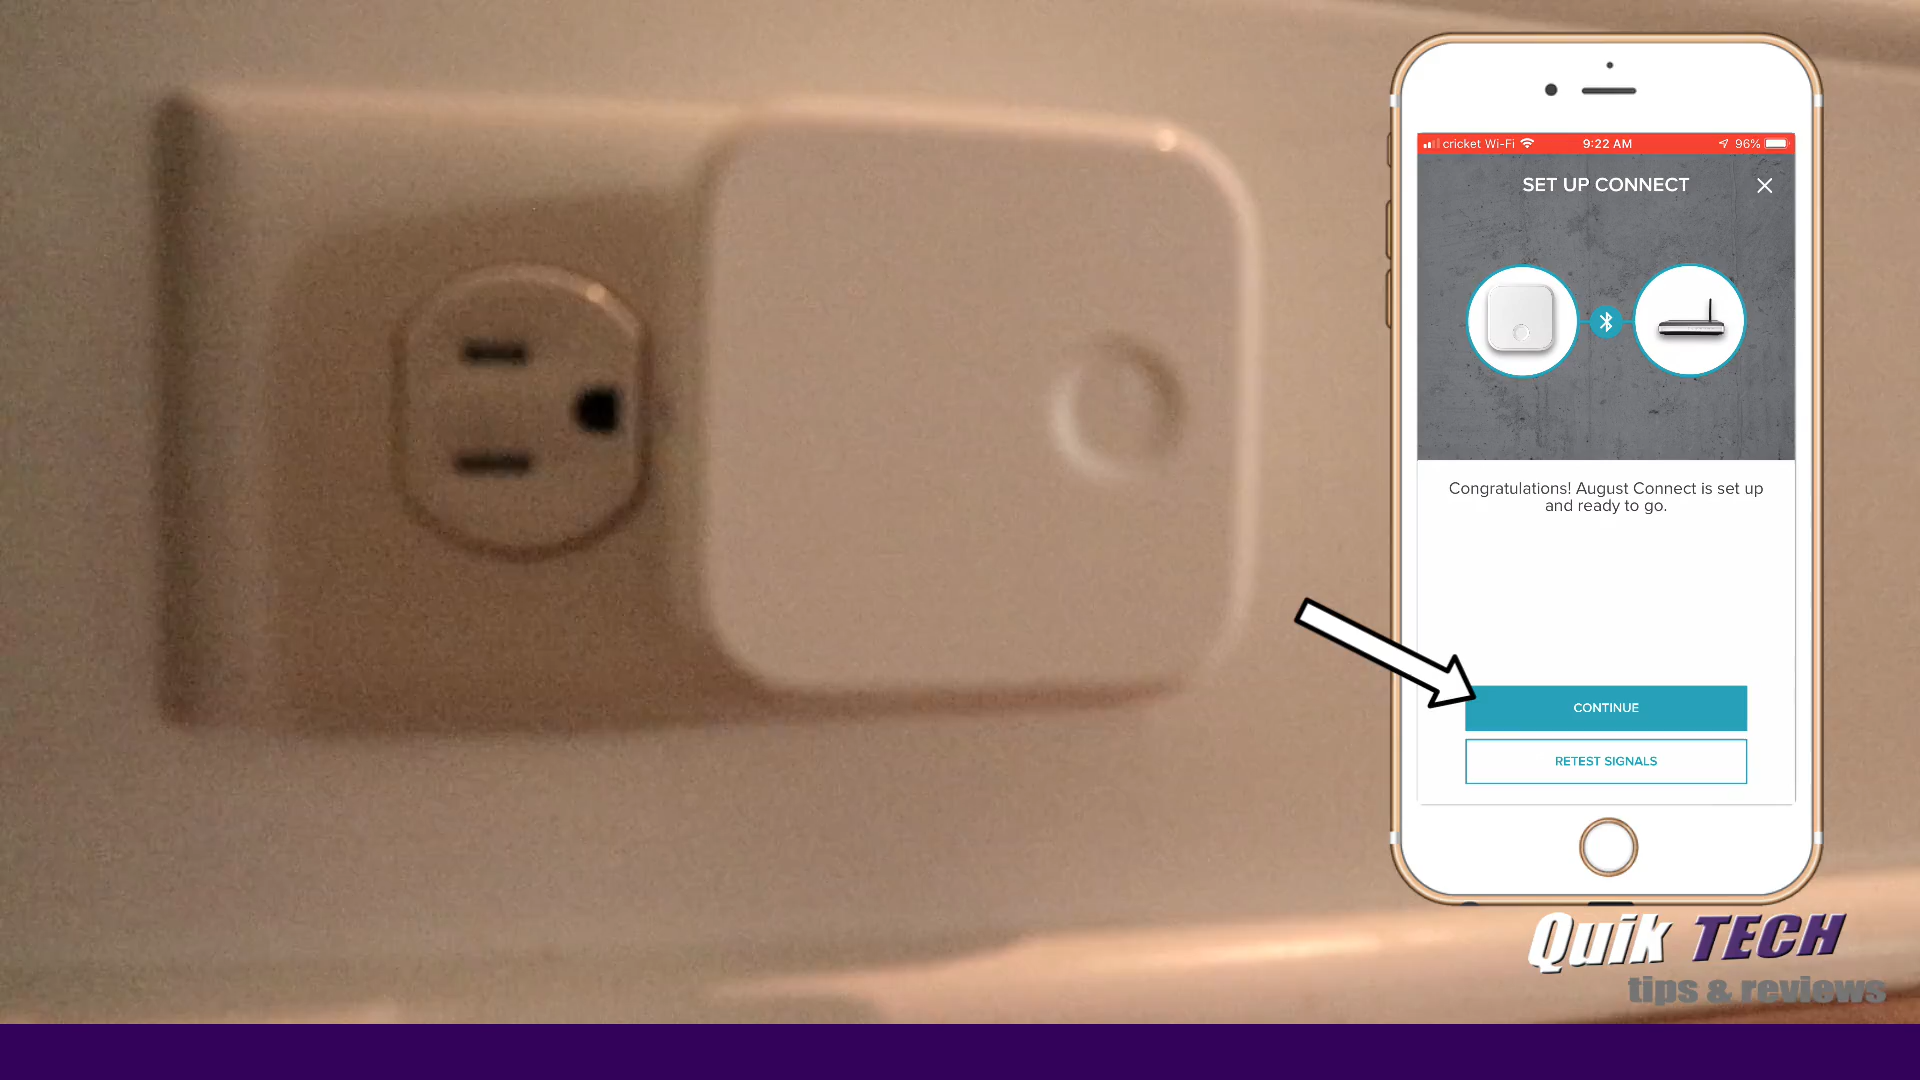 cricket Wi-Fi 9:22 AM 96%
SET UP CONNECT
Congratulations! August Connect is set up
and ready to go.
CONTINUE
RETEST SIGNALS
Quik TECH
tips & reviews